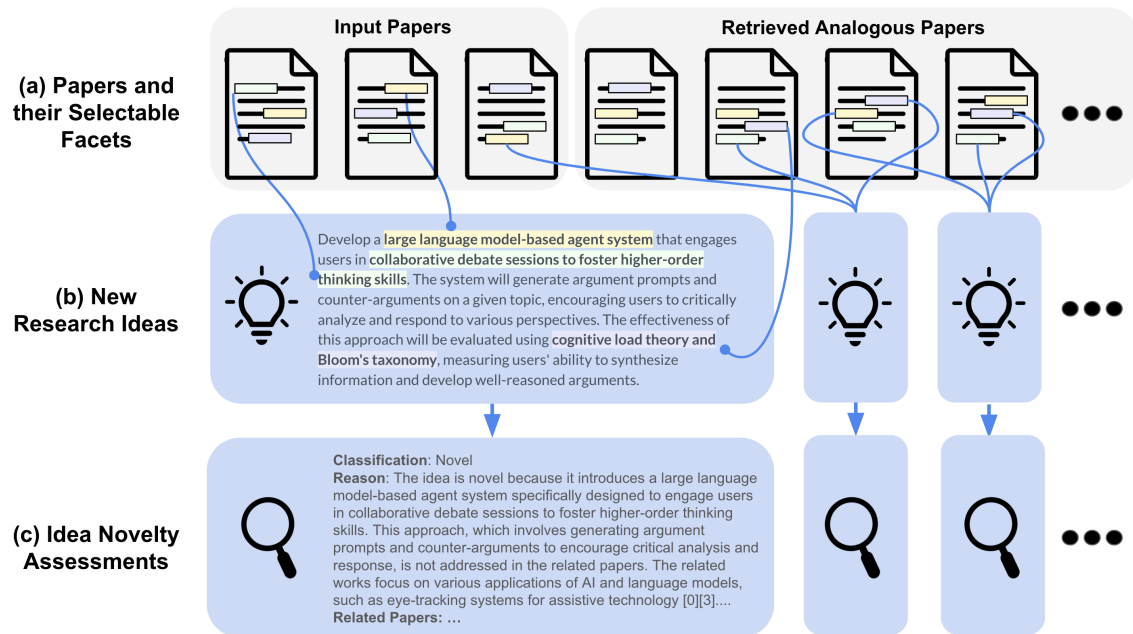 Input Papers
Retrieved Analogous Papers
(a) Papers and
their Selectable
Facets
(b) New
Research Ideas
Develop a large language model-based agent system that engages
users in collaborative debate sessions to foster higher-order
thinking skills. The system will generate argument prompts and
counter-arguments on a given topic, encouraging users to critically
analyze and respond to various perspectives. The effectiveness of
this approach will be evaluated using cognitive load theory and
Bloom's taxonomy, measuring users' ability to synthesize
information and develop well-reasoned arguments.
(c) Idea Novelty
Assessments
Classification: Novel
Reason: The idea is novel because it introduces a large language
model-based agent system specifically designed to engage users
in collaborative debate sessions to foster higher-order thinking
skills. This approach, which involves generating argument
prompts and counter-arguments to encourage critical analysis and
response, is not addressed in the related papers. The related
works focus on various applications of AI and language models,
such as eye-tracking systems for assistive technology [0][3]....
Related Papers: ...